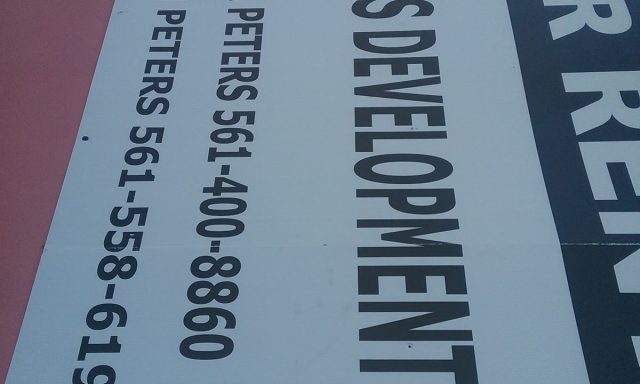 R REN
S DEVELOPMENT
PETERS 561-400-8860
PETERS 561-558-619